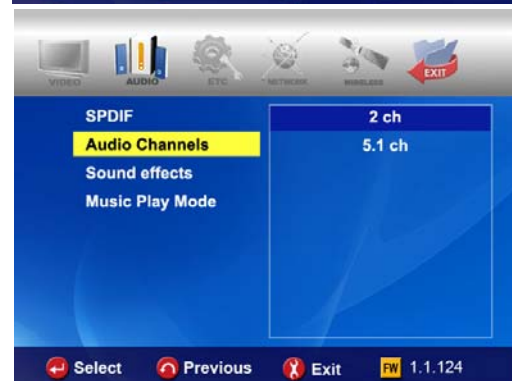 VIDEO AUDIO ETC NETWORK WIRELESS EXIT
SPDIF 2 ch
Audio Channels 5.1 ch
Sound effects
Music Play Mode
Select Previous Exit FW 1.1.124